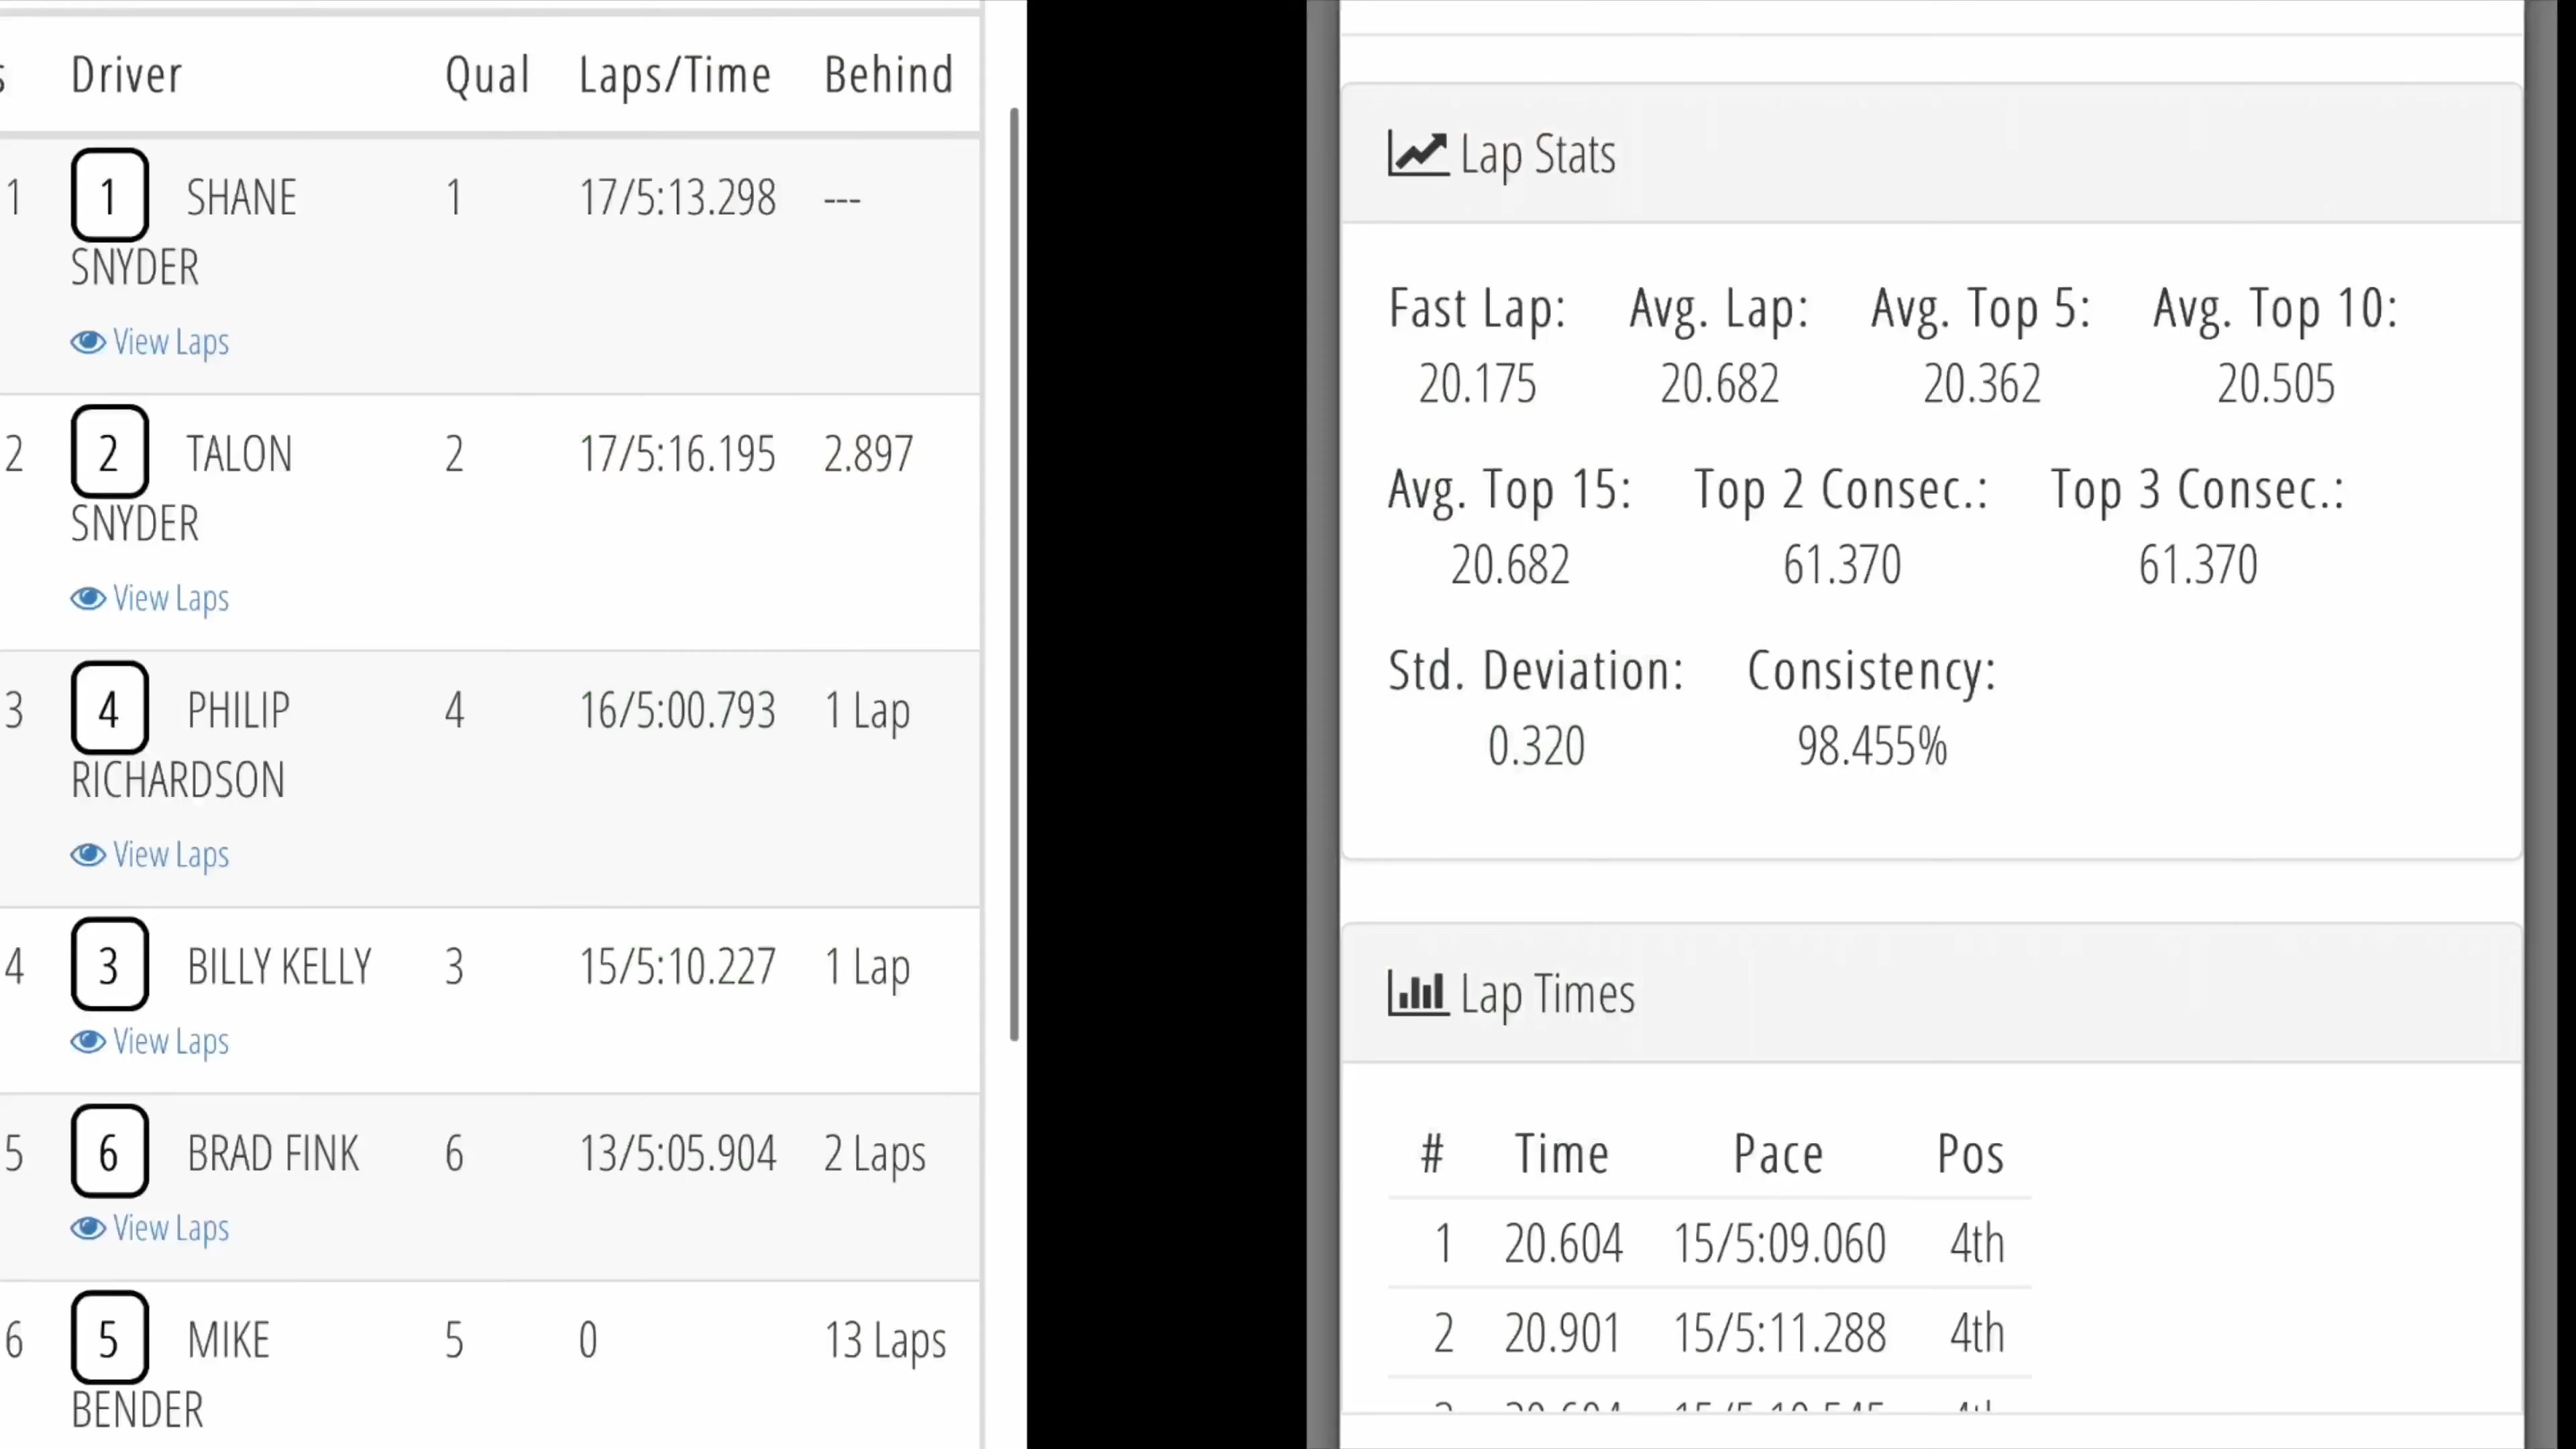 Driver Qual Laps/Time Behind
1 1 SHANE 1 17/5:13.298 ---
SNYDER
View Laps
2 2 TALON 2 17/5:16.195 2.897
SNYDER
View Laps
3 4 PHILIP 4 16/5:00.793 1 Lap
RICHARDSON
View Laps
4 3 BILLY KELLY 3 15/5:10.227 1 Lap
View Laps
5 6 BRAD FINK 6 13/5:05.904 2 Laps
View Laps
6 5 MIKE 5 0 13 Laps
BENDER
Lap Stats
Fast Lap: Avg. Lap: Avg. Top 5: Avg. Top 10:
20.175 20.682 20.362 20.505
Avg. Top 15: Top 2 Consec.: Top 3 Consec.:
20.682 61.370 61.370
Std. Deviation: Consistency:
0.320 98.455%
Lap Times
# Time Pace Pos
1 20.604 15/5:09.060 4th
2 20.901 15/5:11.288 4th